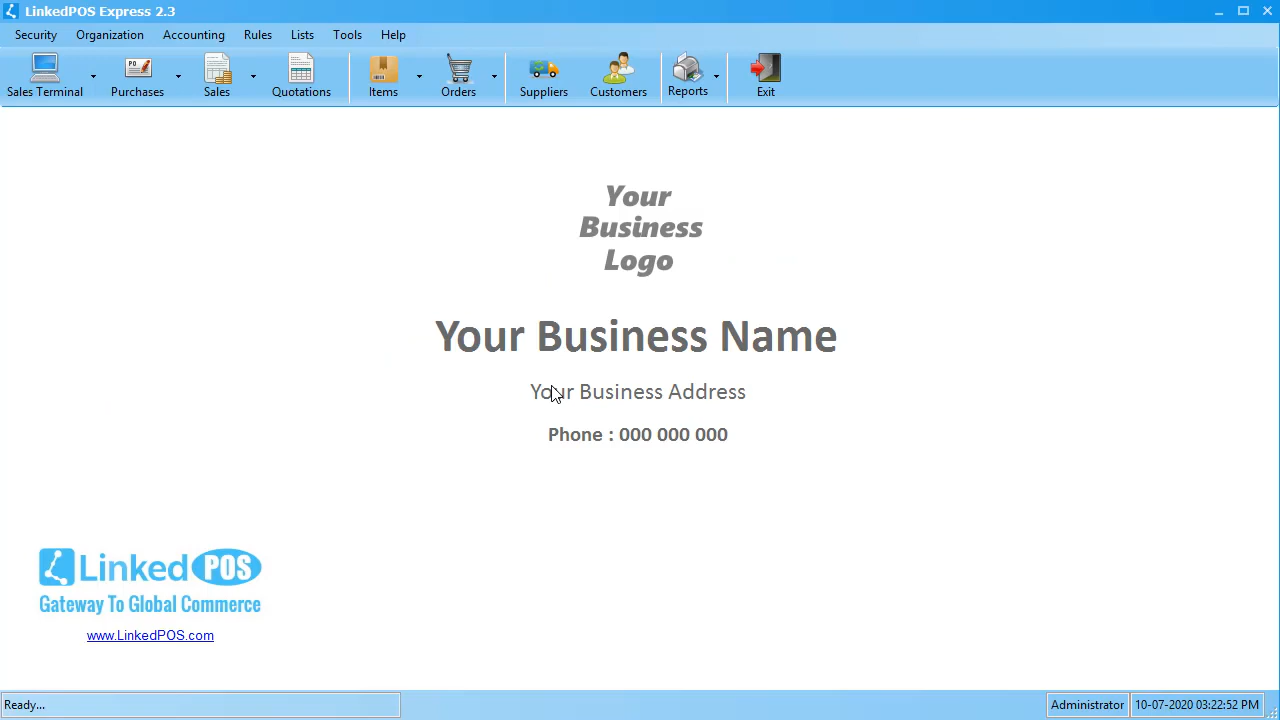 LinkedPOS Express 2.3
Security Organization Accounting Rules Lists Tools Help
PO
Sales Terminal Purchases Sales Quotations Items Orders Suppliers Customers Reports Exit
Your
Business
Logo
Your Business Name
Your Business Address
Phone : 000 000 000
LinkedPOS
Gateway To Global Commerce
www.LinkedPOS.com
Ready... Administrator 10-07-2020 03:22:52 PM